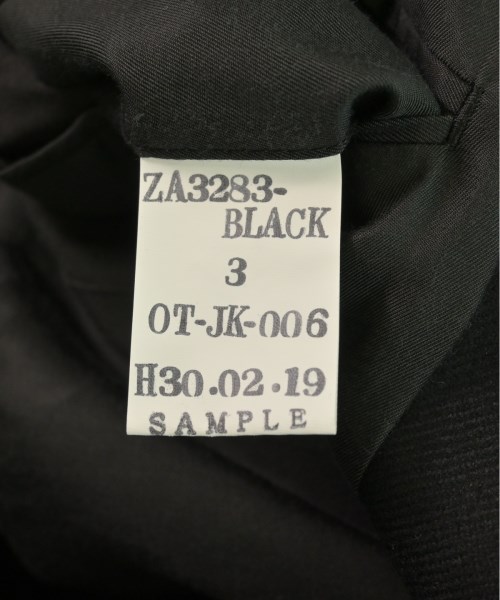 ZA3283-
BLACK
3
OT-JK-006
H30.02.19
SAMPLE